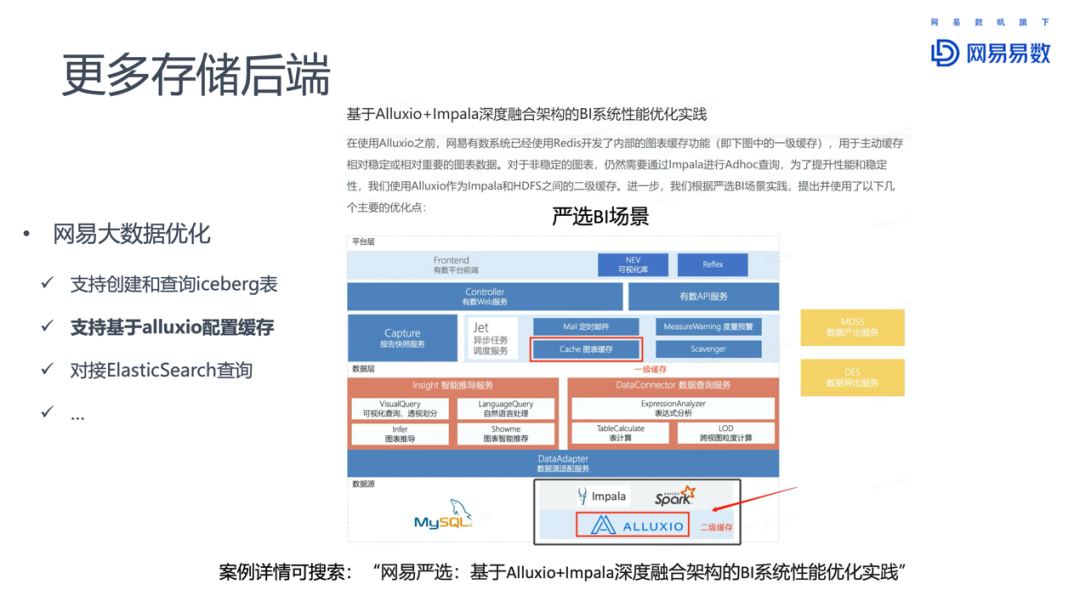 网易数帆旗下
网易易数
更多存储后端
基于Alluxio+Impala深度融合架构的BI系统性能优化实践
在使用Alluxio之前，网易有数系统已经使用Redis开发了内部的图表缓存功能（即下图中的一级缓存），用于主动缓存
相对稳定或相对重要的图表数据。对于非稳定的图表，仍然需要通过Impala进行Adhoc查询，为了提升性能和稳定
性，我们使用Alluxio作为Impala和HDFS之间的二级缓存。进一步，我们根据严选BI场景实践，提出并使用了以下几
个主要的优化点：
严选BI场景
• 网易大数据优化
✓ 支持创建和查询iceberg表
✓ 支持基于alluxio配置缓存
✓ 对接ElasticSearch查询
✓ ...
平台层
Frontend
有数平台前端
NEV
可视化库
Reflex
Controller
有数Web服务
有数API服务
Capture
报告快照服务
Jet
异步任务
调度服务
Mail 定时邮件
MeasureWarning 度量预警
Cache 图表缓存
Scavenger
一级缓存
MDSS
数据产出服务
DES
数据导出服务
数据层
Insight 智能推导服务
DataConnector 数据查询服务
VisualQuery
可视化查询、透视划分
LanguageQuery
自然语言处理
ExpressionAnalyzer
表达式分析
Infer
图表推导
Showme
图表智能推荐
TableCalculate
表计算
LOD
跨视图粒度计算
DataAdapter
数据源适配服务
数据源
MySQL
Impala
APACHE
Spark
ALLUXIO
二级缓存
案例详情可搜索：“网易严选：基于Alluxio+Impala深度融合架构的BI系统性能优化实践”